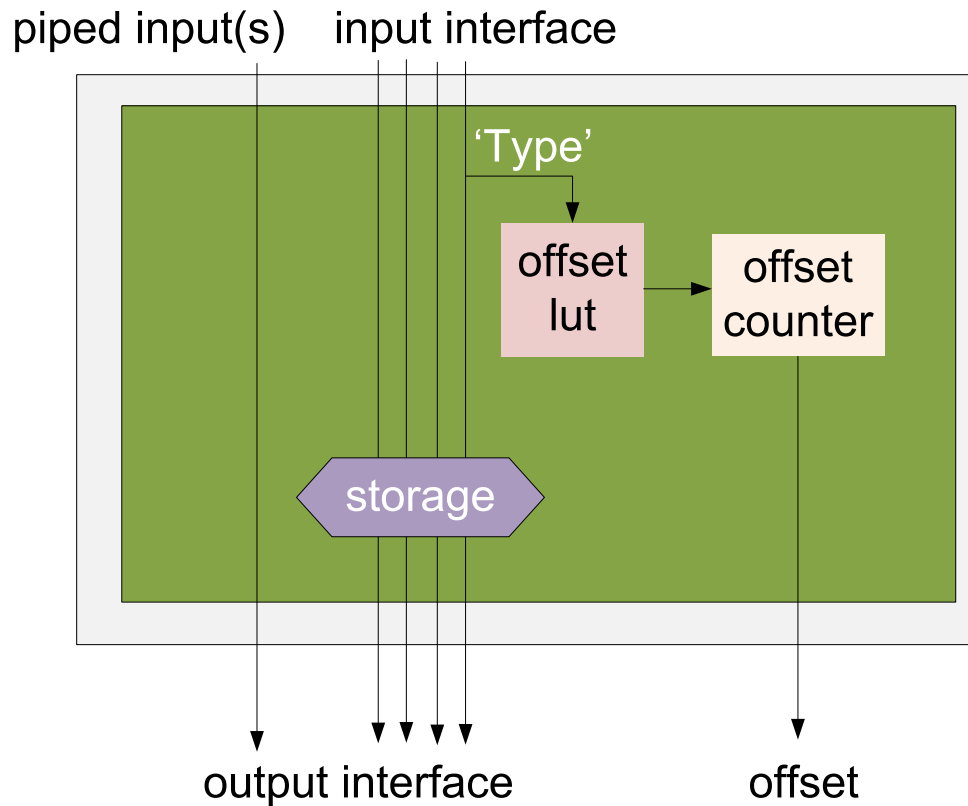 piped input(s) input interface
‘Type’
offset
lut
offset
counter
storage
output interface offset